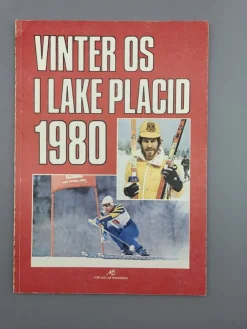 VINTER OS
I LAKE PLACID
1980